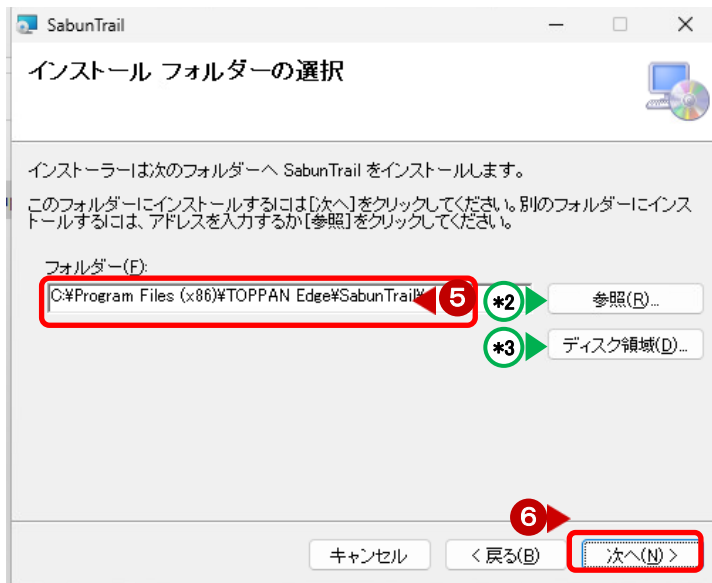 SabunTrail
インストール フォルダーの選択
インストーラーは次のフォルダーへ SabunTrail をインストールします。
このフォルダーにインストールするには[次へ]をクリックしてください。別のフォルダーにインス
トールするには、アドレスを入力するか[参照]をクリックしてください。
フォルダー(F):
C:¥Program Files (x86)¥TOPPAN Edge¥SabunTrail¥ 5 *2 参照(R)...
*3 ディスク領域(D)...
6
キャンセル < 戻る(B) 次へ(N) >